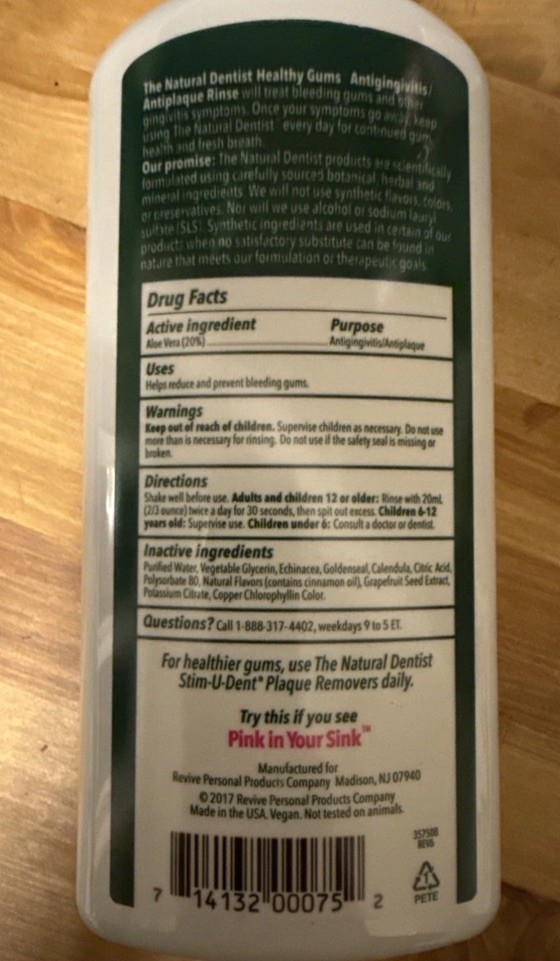 The Natural Dentist Healthy Gums Antigingivitis/
Antiplaque Rinse will treat bleeding gums and other
gingivitis symptoms. Once your symptoms go away, keep
using The Natural Dentist® every day for continued gum
health and fresh breath.
Our promise: The Natural Dentist products are scientifically
formulated using carefully sourced botanical, herbal and
mineral ingredients. We will not use synthetic flavors, colors,
or preservatives. Nor will we use alcohol or sodium lauryl
sulfate (SLS). Synthetic ingredients are used in certain of our
products when no satisfactory substitute can be found in
nature that meets our formulation or therapeutic goals.
Drug Facts
Active ingredient Purpose
Aloe Vera (20%) Antigingivitis/Antiplaque
Uses
Helps reduce and prevent bleeding gums.
Warnings
Keep out of reach of children. Supervise children as necessary. Do not use
more than is necessary for rinsing. Do not use if the safety seal is missing or
broken.
Directions
Shake well before use. Adults and children 12 or older: Rinse with 20mL
(2/3 ounce) twice a day for 30 seconds, then spit out excess. Children 6-12
years old: Supervise use. Children under 6: Consult a doctor or dentist.
Inactive ingredients
Purified Water, Vegetable Glycerin, Echinacea, Goldenseal, Calendula, Citric Acid,
Polysorbate 80, Natural Flavors (contains cinnamon oil), Grapefruit Seed Extract,
Potassium Citrate, Copper Chlorophyllin Color.
Questions? Call 1-888-317-4402, weekdays 9 to 5 ET.
For healthier gums, use The Natural Dentist
Stim-U-Dent® Plaque Removers daily.
Try this if you see
Pink in Your Sink™
Manufactured for
Revive Personal Products Company Madison, NJ 07940
© 2017 Revive Personal Products Company
Made in the USA. Vegan. Not tested on animals.
357508
REV6
7 14132 00075 2
1
PETE